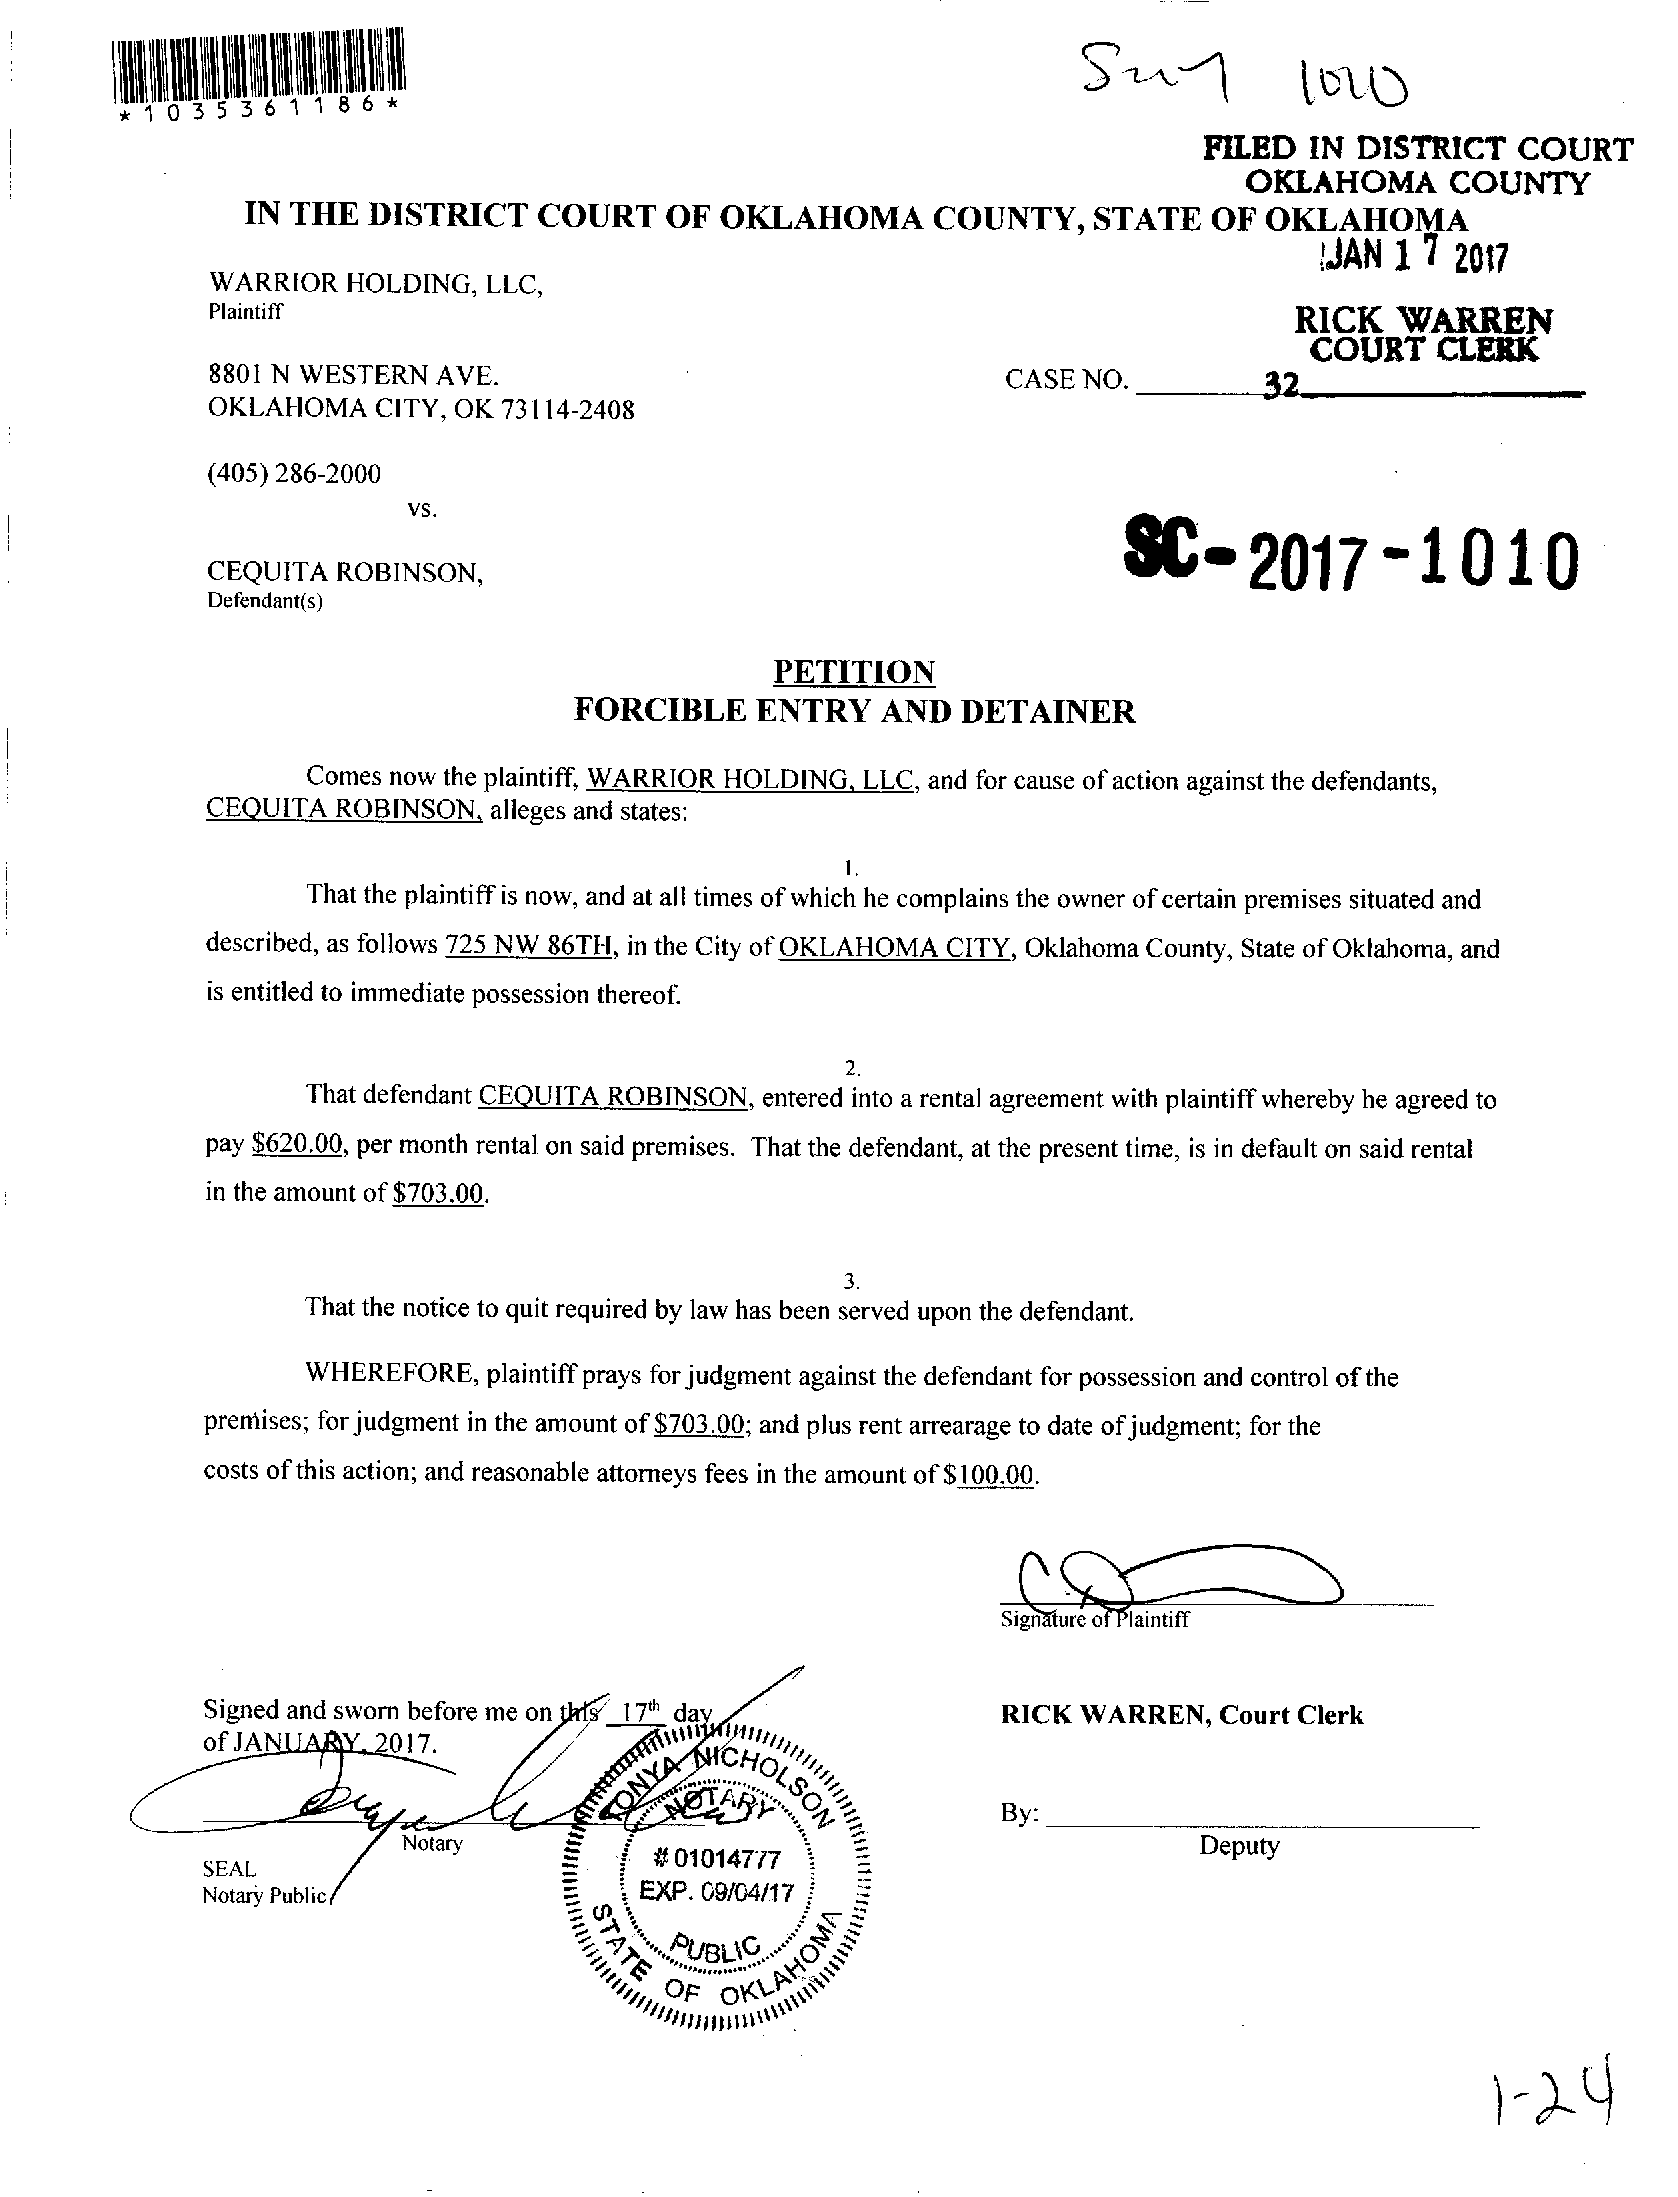 *1035361186*
1010
FILED IN DISTRICT COURT
OKLAHOMA COUNTY
IN THE DISTRICT COURT OF OKLAHOMA COUNTY, STATE OF OKLAHOMA
JAN 17 2017
WARRIOR HOLDING, LLC,
Plaintiff
RICK WARREN
COURT CLERK
8801 N WESTERN AVE.
CASE NO. 32
OKLAHOMA CITY, OK 73114-2408
(405) 286-2000
vs.
SC-2017-1010
CEQUITA ROBINSON,
Defendant(s)
PETITION
FORCIBLE ENTRY AND DETAINER
Comes now the plaintiff, WARRIOR HOLDING, LLC, and for cause of action against the defendants,
CEQUITA ROBINSON, alleges and states:
1.
That the plaintiff is now, and at all times of which he complains the owner of certain premises situated and
described, as follows 725 NW 86TH, in the City of OKLAHOMA CITY, Oklahoma County, State of Oklahoma, and
is entitled to immediate possession thereof.
2.
That defendant CEQUITA ROBINSON, entered into a rental agreement with plaintiff whereby he agreed to
pay $620.00, per month rental on said premises. That the defendant, at the present time, is in default on said rental
in the amount of $703.00.
3.
That the notice to quit required by law has been served upon the defendant.
WHEREFORE, plaintiff prays for judgment against the defendant for possession and control of the
premises; for judgment in the amount of $703.00; and plus rent arrearage to date of judgment; for the
costs of this action; and reasonable attorneys fees in the amount of $100.00.
Signature of Plaintiff
Signed and sworn before me on this 17th day
of JANUARY, 2017.
RICK WARREN, Court Clerk
By:
Deputy
Notary
SEAL
Notary Public
TONYA NICHOLSON
NOTARY
# 01014777
EXP. 09/04/17
PUBLIC
STATE OF OKLAHOMA
1-24